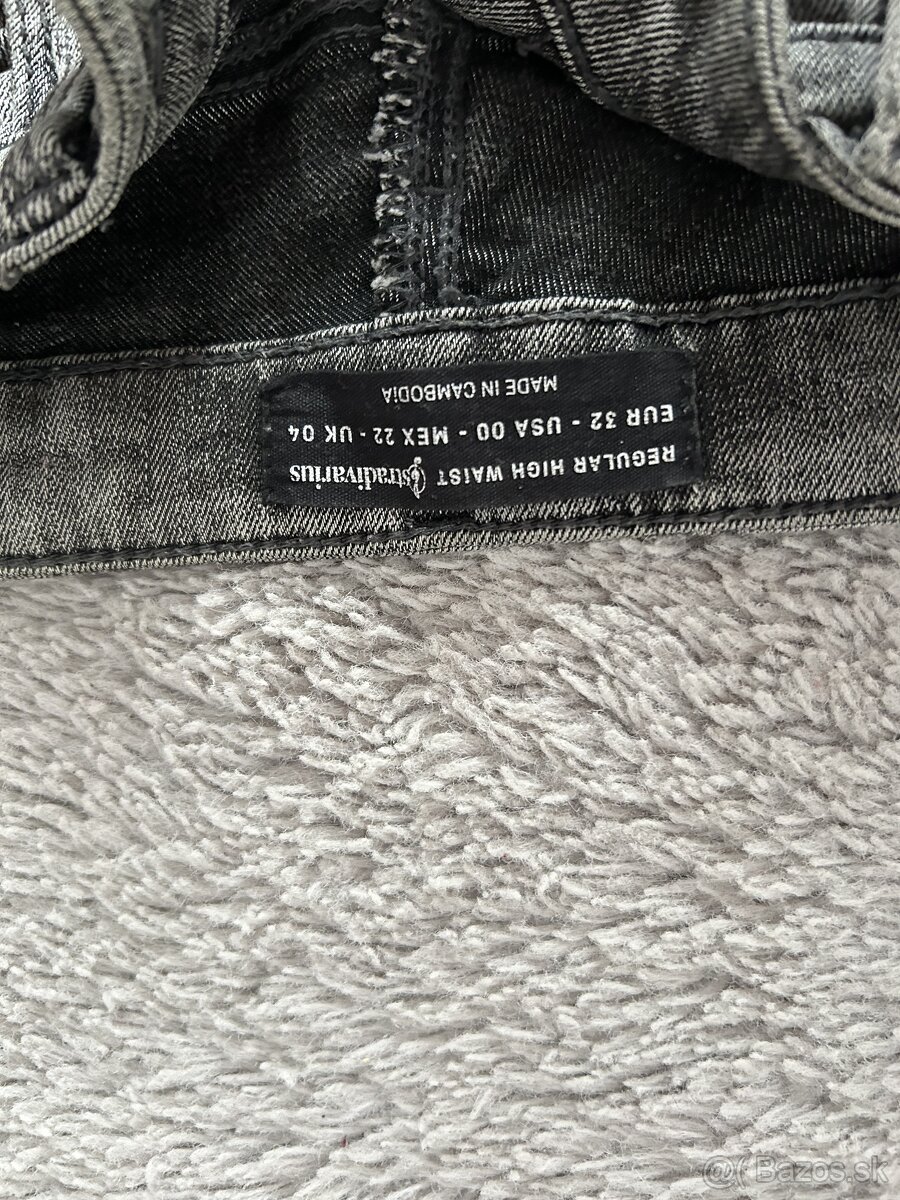 REGULAR HIGH WAIST stradivarius
EUR 32 - USA 00 - MEX 22 - UK 04
MADE IN CAMBODiA
@ Bazos.sk